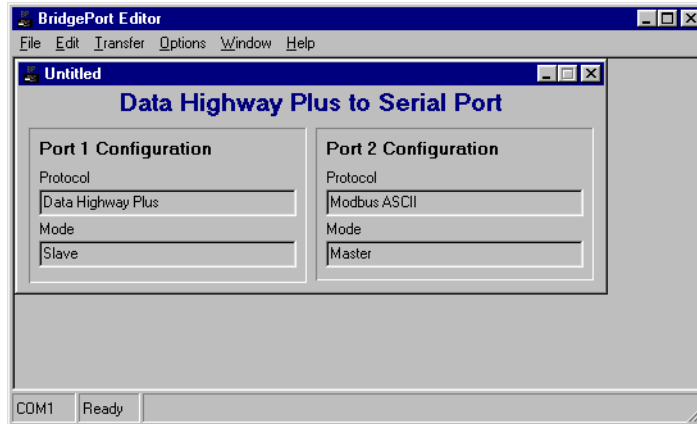 BridgePort Editor
File Edit Transfer Options Window Help
Untitled
Data Highway Plus to Serial Port
Port 1 Configuration
Protocol
Data Highway Plus
Mode
Slave
Port 2 Configuration
Protocol
Modbus ASCII
Mode
Master
COM1 Ready